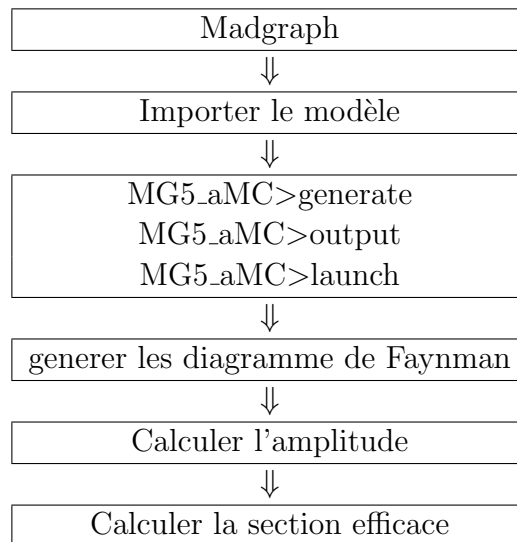 Madgraph
⇓
Importer le modèle
⇓
MG5_aMC>generate
MG5_aMC>output
MG5_aMC>launch
⇓
generer les diagramme de Faynman
⇓
Calculer l'amplitude
⇓
Calculer la section efficace